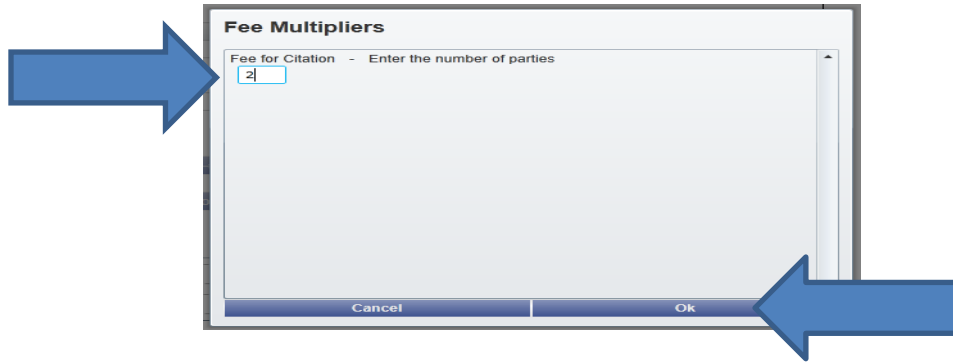 Fee Multipliers
Fee for Citation - Enter the number of parties
2
Cancel Ok